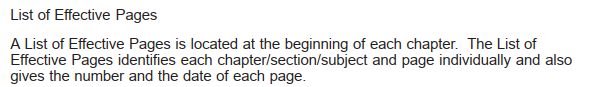 List of Effective Pages
A List of Effective Pages is located at the beginning of each chapter.  The List of
Effective Pages identifies each chapter/section/subject and page individually and also
gives the number and the date of each page.